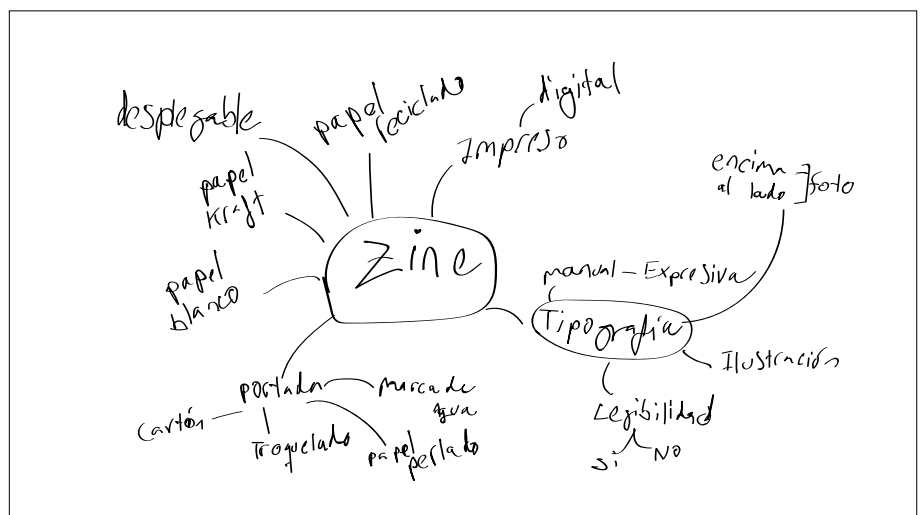 desplegable
papel
reciclado
digital
Impreso
papel
Kraft
papel
blanco
Zine
encima
al lado
foto
manual - Expresiva
Tipografía
Ilustración
Legibilidad
si
NO
portada
marca de
agua
Cartón
Troquelado
papel
perlado